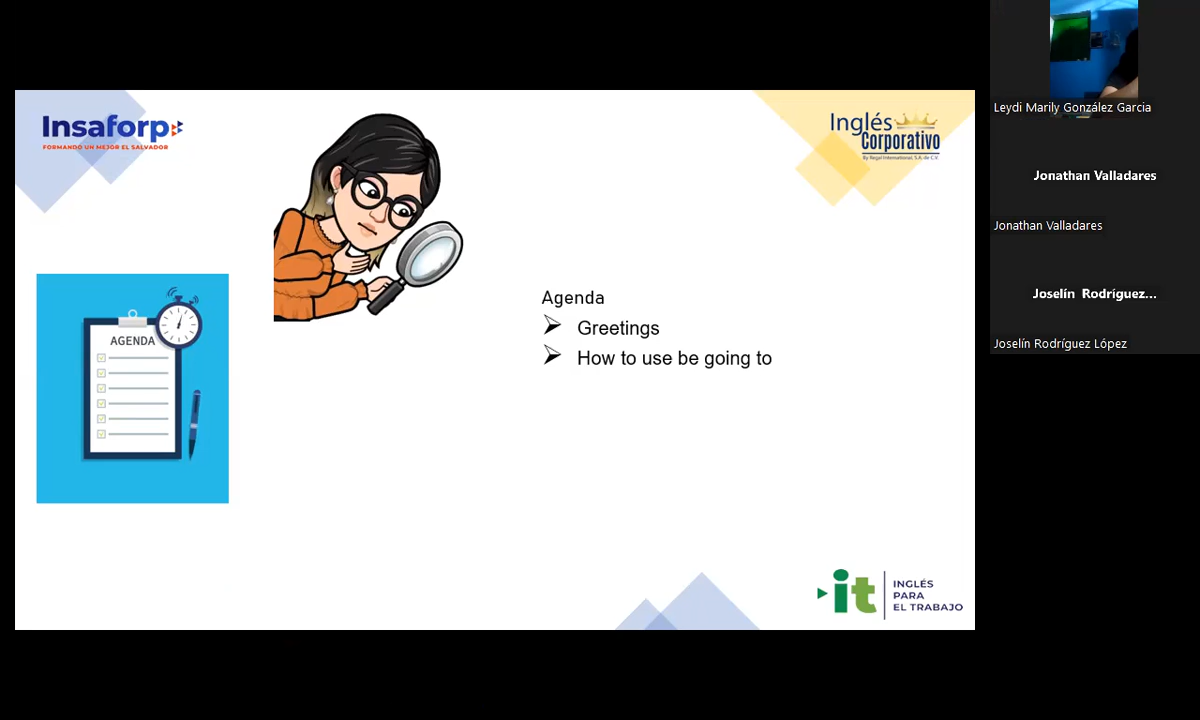 Insaforp
FORMANDO UN MEJOR EL SALVADOR
Inglés
Corporativo
By Regal International, S.A. de C.V.
AGENDA
Agenda
Greetings
How to use be going to
it
INGLÉS
PARA
EL TRABAJO
Leydi Marily González Garcia
Jonathan Valladares
Jonathan Valladares
Joselín Rodríguez...
Joselín Rodríguez López